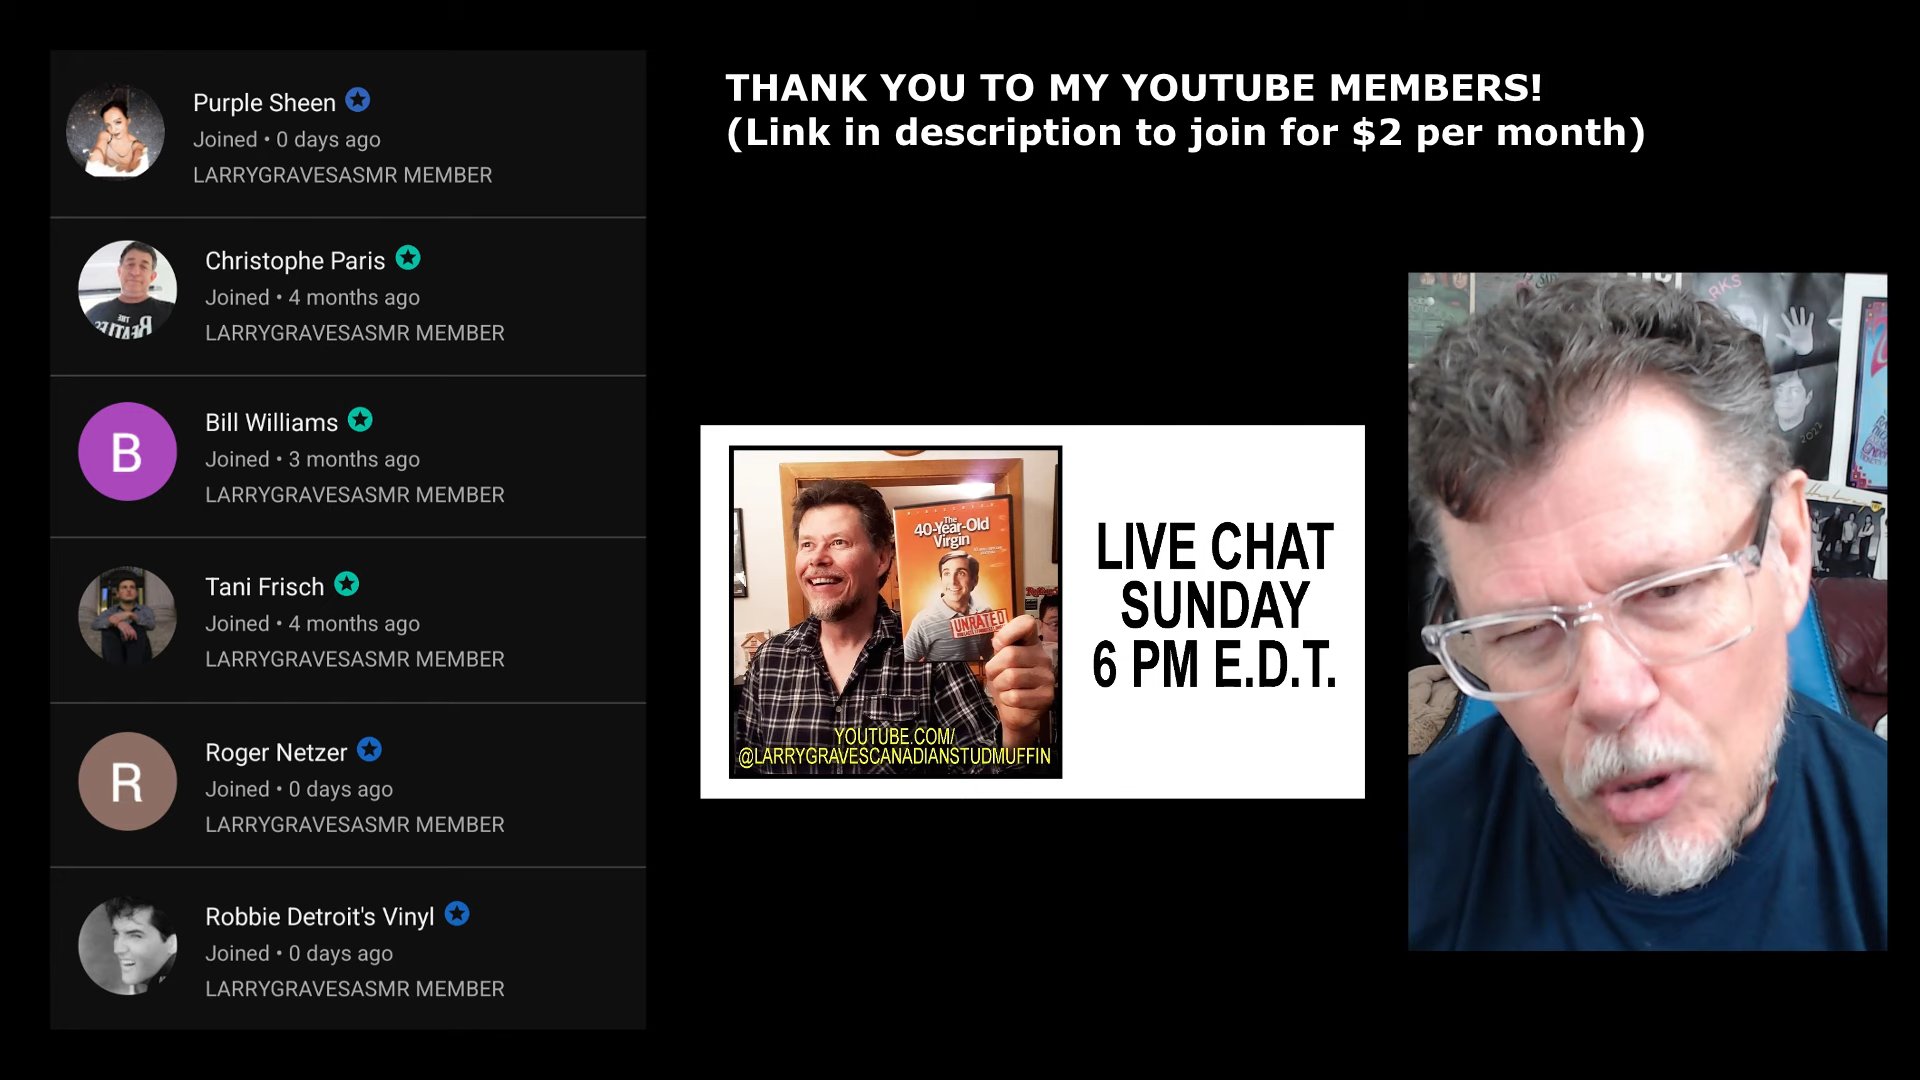 Purple Sheen
Joined • 0 days ago
LARRYGRAVESASMR MEMBER
Christophe Paris
Joined • 4 months ago
LARRYGRAVESASMR MEMBER
B
Bill Williams
Joined • 3 months ago
LARRYGRAVESASMR MEMBER
Tani Frisch
Joined • 4 months ago
LARRYGRAVESASMR MEMBER
R
Roger Netzer
Joined • 0 days ago
LARRYGRAVESASMR MEMBER
Robbie Detroit's Vinyl
Joined • 0 days ago
LARRYGRAVESASMR MEMBER
THANK YOU TO MY YOUTUBE MEMBERS!
(Link in description to join for $2 per month)
The
40-Year-Old
Virgin
UNRATED
YOUTUBE.COM/
@LARRYGRAVESCANADIANSTUDMUFFIN
LIVE CHAT
SUNDAY
6 PM E.D.T.
2022